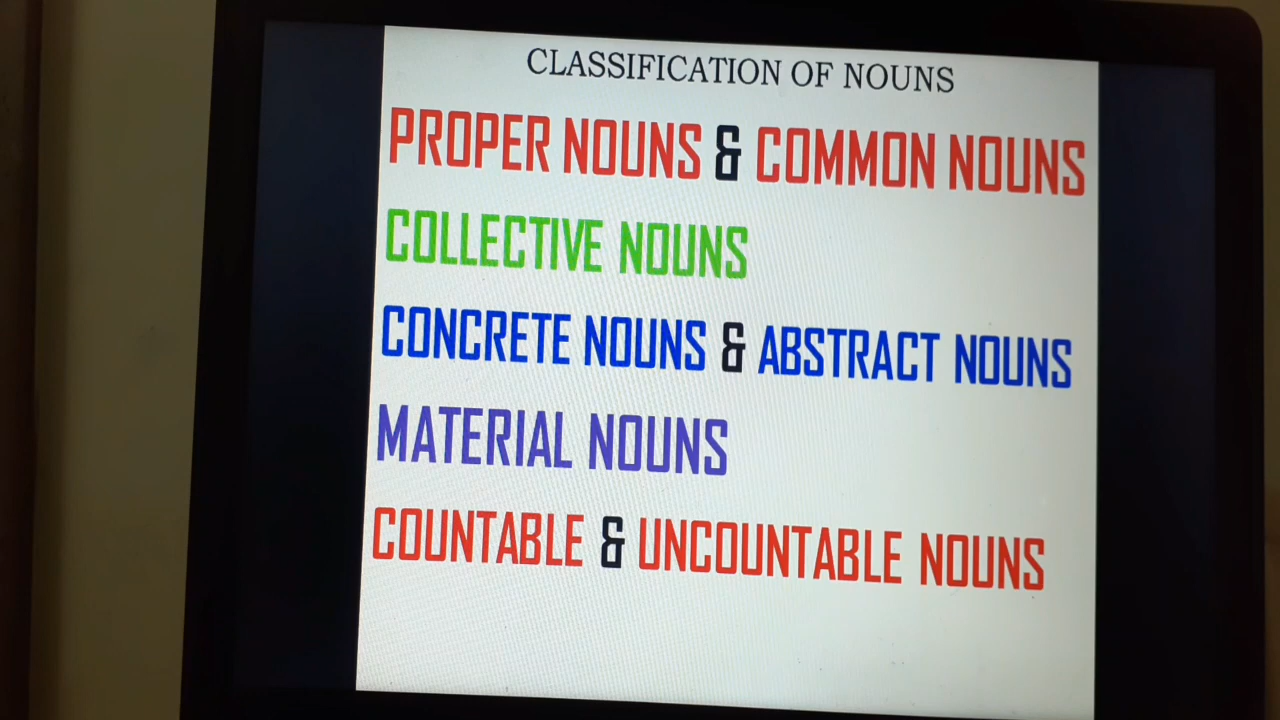 CLASSIFICATION OF NOUNS
PROPER NOUNS & COMMON NOUNS
COLLECTIVE NOUNS
CONCRETE NOUNS & ABSTRACT NOUNS
MATERIAL NOUNS
COUNTABLE & UNCOUNTABLE NOUNS